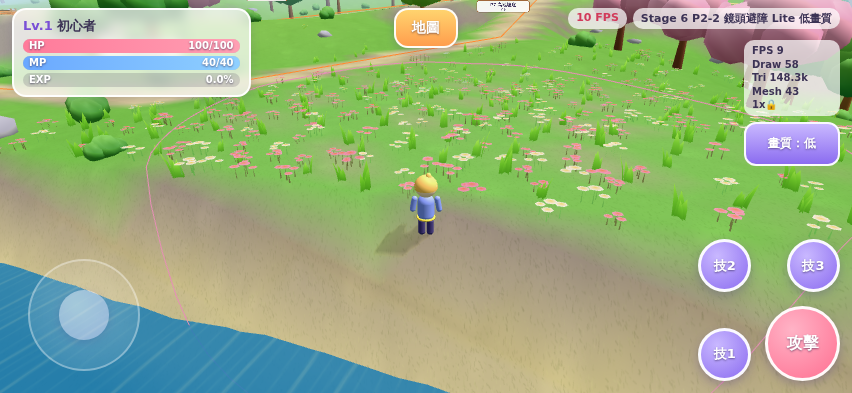 Lv.1 初心者
HP 100/100
MP 40/40
EXP 0.0%
地圖
10 FPS
Stage 6 P2-2 鏡頭避障 Lite 低畫質
FPS 9
Draw 58
Tri 148.3k
Mesh 43
1x🔒
畫質：低
技2
技3
技1
攻擊